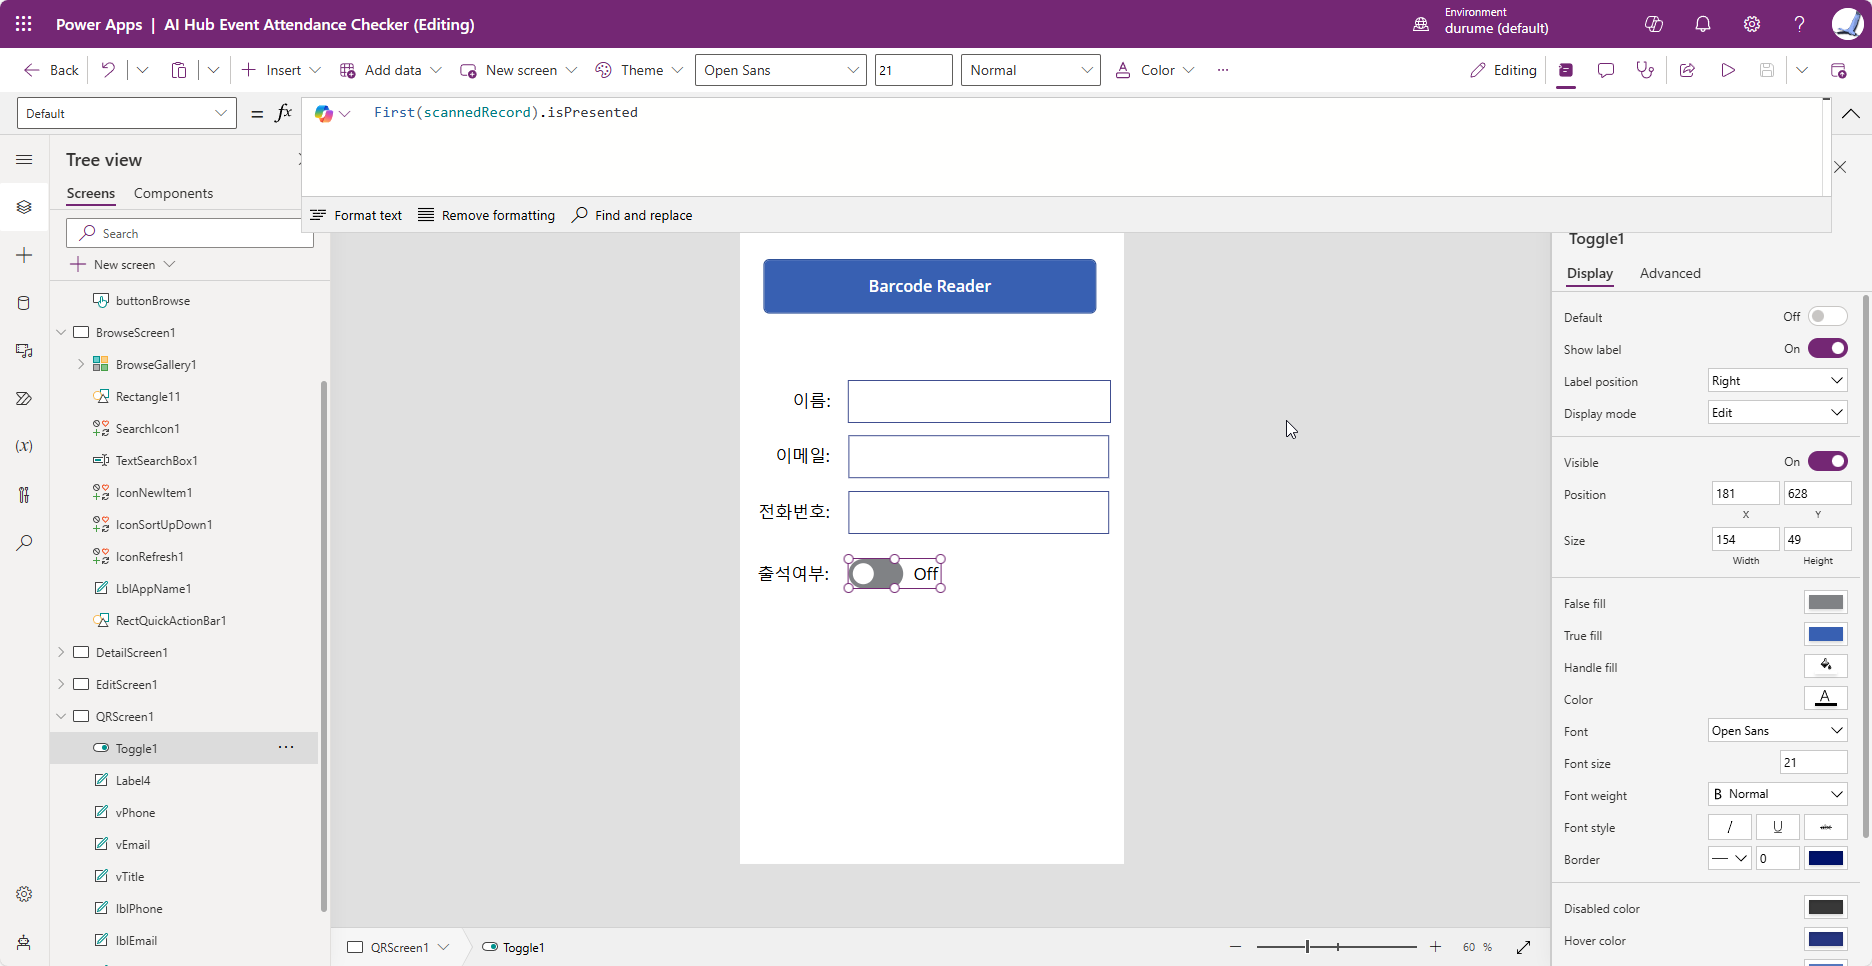 Power Apps | AI Hub Event Attendance Checker (Editing)
Environment
durume (default)
Back
Insert
Add data
New screen
Theme
Open Sans
21
Normal
Color
Editing
Default
= fx
First(scannedRecord).isPresented
Format text
Remove formatting
Find and replace
Tree view
Screens
Components
Search
New screen
buttonBrowse
BrowseScreen1
BrowseGallery1
Rectangle11
SearchIcon1
TextSearchBox1
IconNewItem1
IconSortUpDown1
IconRefresh1
LblAppName1
RectQuickActionBar1
DetailScreen1
EditScreen1
QRScreen1
Toggle1
Label4
vPhone
vEmail
vTitle
lblPhone
lblEmail
(x)
Barcode Reader
이름:
이메일:
전화번호:
출석여부:
Off
QRScreen1
Toggle1
60 %
Toggle1
Display
Advanced
Default
Off
Show label
On
Label position
Right
Display mode
Edit
Visible
On
Position
181
628
X
Y
Size
154
49
Width
Height
False fill
True fill
Handle fill
Color
A
Font
Open Sans
Font size
21
Font weight
B Normal
Font style
/
U
abc
Border
0
Disabled color
Hover color